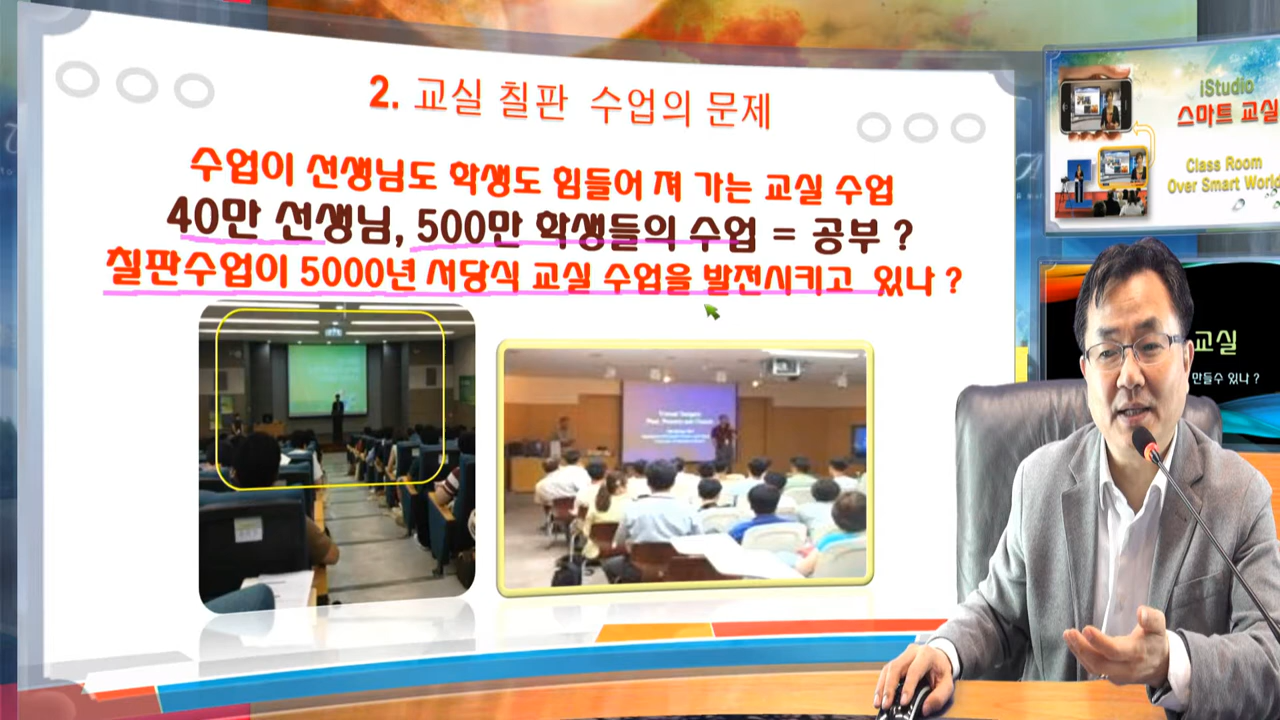 2. 교실 칠판 수업의 문제
수업이 선생님도 학생도 힘들어 져 가는 교실 수업
40만 선생님, 500만 학생들의 수업 = 공부 ?
칠판수업이 5000년 서당식 교실 수업을 발전시키고 있나 ?
iStudio
스마트 교실
Class Room
Over Smart World
교실
만들수 있나 ?